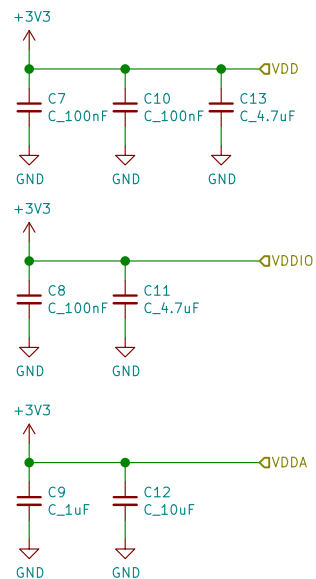 +3V3
VDD
C7
C_100nF
C10
C_100nF
C13
C_4.7uF
GND
GND
GND
+3V3
VDDIO
C8
C_100nF
C11
C_4.7uF
GND
GND
+3V3
VDDA
C9
C_1uF
C12
C_10uF
GND
GND